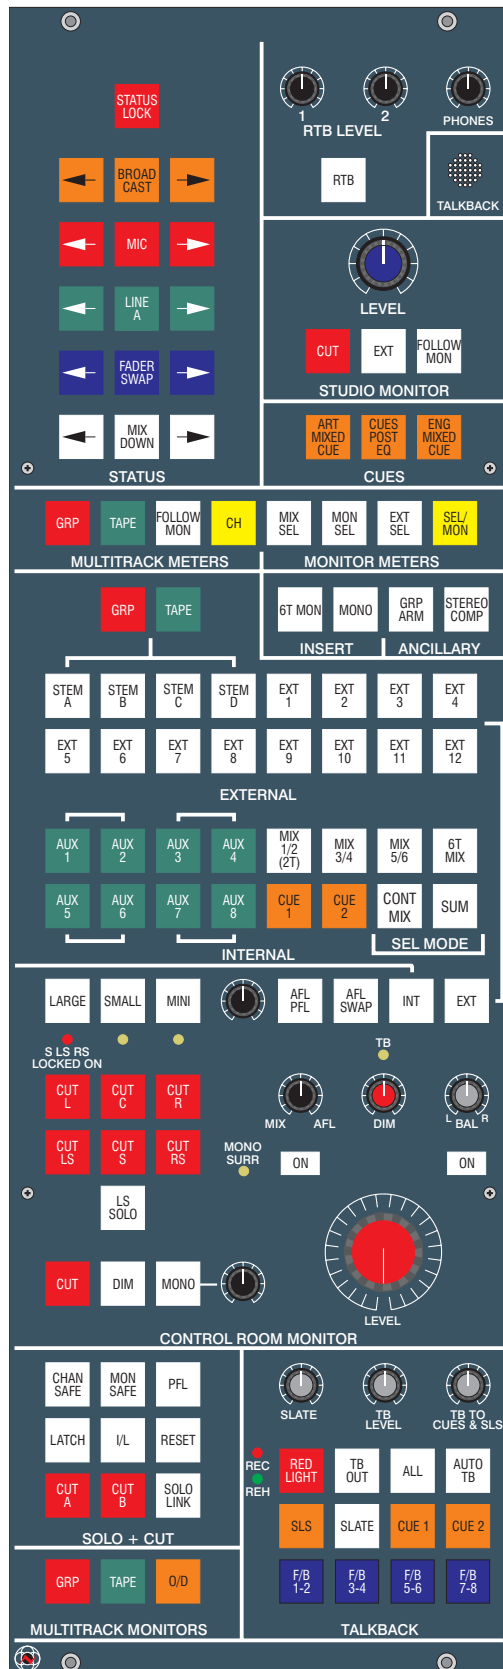 STATUS
LOCK
BROAD
CAST
MIC
LINE
A
FADER
SWAP
MIX
DOWN
STATUS
1
2
RTB LEVEL
PHONES
RTB
TALKBACK
LEVEL
CUT
EXT
FOLLOW
MON
STUDIO MONITOR
ART
MIXED
CUE
CUES
POST
EQ
ENG
MIXED
CUE
CUES
GRP
TAPE
FOLLOW
MON
CH
MULTITRACK METERS
MIX
SEL
MON
SEL
EXT
SEL
SEL/
MON
MONITOR METERS
GRP
TAPE
6T MON
MONO
INSERT
GRP
ARM
STEREO
COMP
ANCILLARY
STEM
A
STEM
B
STEM
C
STEM
D
EXT
1
EXT
2
EXT
3
EXT
4
EXT
5
EXT
6
EXT
7
EXT
8
EXT
9
EXT
10
EXT
11
EXT
12
EXTERNAL
AUX
1
AUX
2
AUX
3
AUX
4
MIX
1/2
(2T)
MIX
3/4
MIX
5/6
6T
MIX
AUX
5
AUX
6
AUX
7
AUX
8
CUE
1
CUE
2
CONT
MIX
SUM
SEL MODE
INTERNAL
LARGE
SMALL
MINI
AFL
PFL
AFL
SWAP
INT
EXT
S LS RS
LOCKED ON
TB
CUT
L
CUT
C
CUT
R
MIX
AFL
DIM
L
BAL
R
CUT
LS
CUT
S
CUT
RS
MONO
SURR
ON
ON
LS
SOLO
CUT
DIM
MONO
LEVEL
CONTROL ROOM MONITOR
CHAN
SAFE
MON
SAFE
PFL
LATCH
I/L
RESET
CUT
A
CUT
B
SOLO
LINK
SOLO + CUT
GRP
TAPE
O/D
MULTITRACK MONITORS
SLATE
TB
LEVEL
TB TO
CUES & SLS
REC
REH
RED
LIGHT
TB
OUT
ALL
AUTO
TB
SLS
SLATE
CUE 1
CUE 2
F/B
1-2
F/B
3-4
F/B
5-6
F/B
7-8
TALKBACK